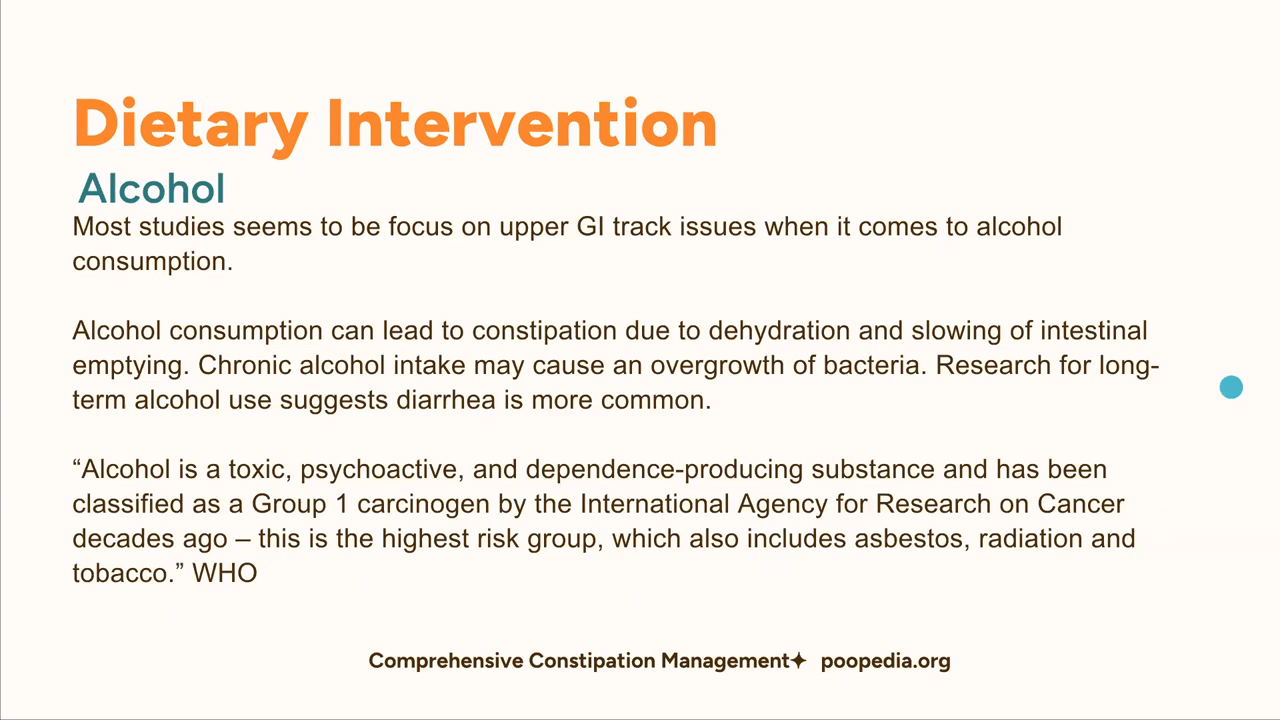 Dietary Intervention
Alcohol
Most studies seems to be focus on upper GI track issues when it comes to alcohol
consumption.
Alcohol consumption can lead to constipation due to dehydration and slowing of intestinal
emptying. Chronic alcohol intake may cause an overgrowth of bacteria. Research for long-
term alcohol use suggests diarrhea is more common.
“Alcohol is a toxic, psychoactive, and dependence-producing substance and has been
classified as a Group 1 carcinogen by the International Agency for Research on Cancer
decades ago – this is the highest risk group, which also includes asbestos, radiation and
tobacco.” WHO
Comprehensive Constipation Management✦ poopedia.org